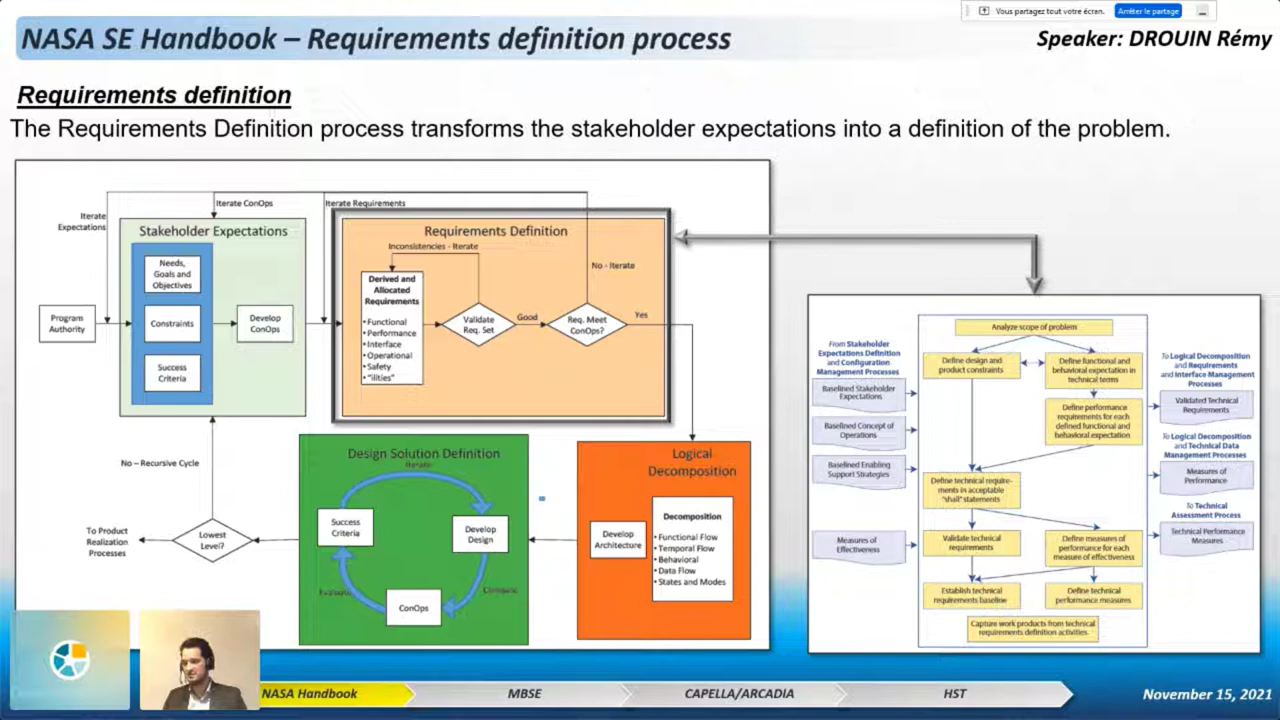 Vous partagez tout votre écran. Arrêter le partage
NASA SE Handbook – Requirements definition process
Speaker: DROUIN Rémy
Requirements definition
The Requirements Definition process transforms the stakeholder expectations into a definition of the problem.
Iterate
Expectations
Iterate ConOps
Iterate Requirements
Stakeholder Expectations
Needs,
Goals and
Objectives
Program
Authority
Constraints
Develop
ConOps
Success
Criteria
Requirements Definition
Inconsistencies - Iterate
No - Iterate
Derived and
Allocated
Requirements
• Functional
• Performance
• Interface
• Operational
• Safety
• "ilities"
Validate
Req. Set
Good
Req. Meet
ConOps?
Yes
No – Recursive Cycle
To Product
Realization
Processes
Lowest
Level?
Design Solution Definition
Iterate
Success
Criteria
Develop
Design
ConOps
Logical
Decomposition
Develop
Architecture
Decomposition
• Functional Flow
• Temporal Flow
• Behavioral
• Data Flow
• States and Modes
From Stakeholder
Expectations Definition
and Configuration
Management Processes
Baselined Stakeholder
Expectations
Baselined Concept of
Operations
Baselined Enabling
Support Strategies
Measures of
Effectiveness
Analyze scope of problem
Define design and
product constraints
Define functional and
behavioral expectation in
technical terms
Define performance
requirements for each
defined functional and
behavioral expectation
Define technical require-
ments in acceptable
"shall" statements
Validate technical
requirements
Define measures of
performance for each
measure of effectiveness
Establish technical
requirements baseline
Define technical
performance measures
Capture work products from technical
requirements definition activities.
To Logical Decomposition
and Requirements
and Interface Management
Processes
Validated Technical
Requirements
To Logical Decomposition
and Technical Data
Management Processes
Measures of
Performance
To Technical
Assessment Process
Technical Performance
Measures
NASA Handbook
MBSE
CAPELLA/ARCADIA
HST
November 15, 2021